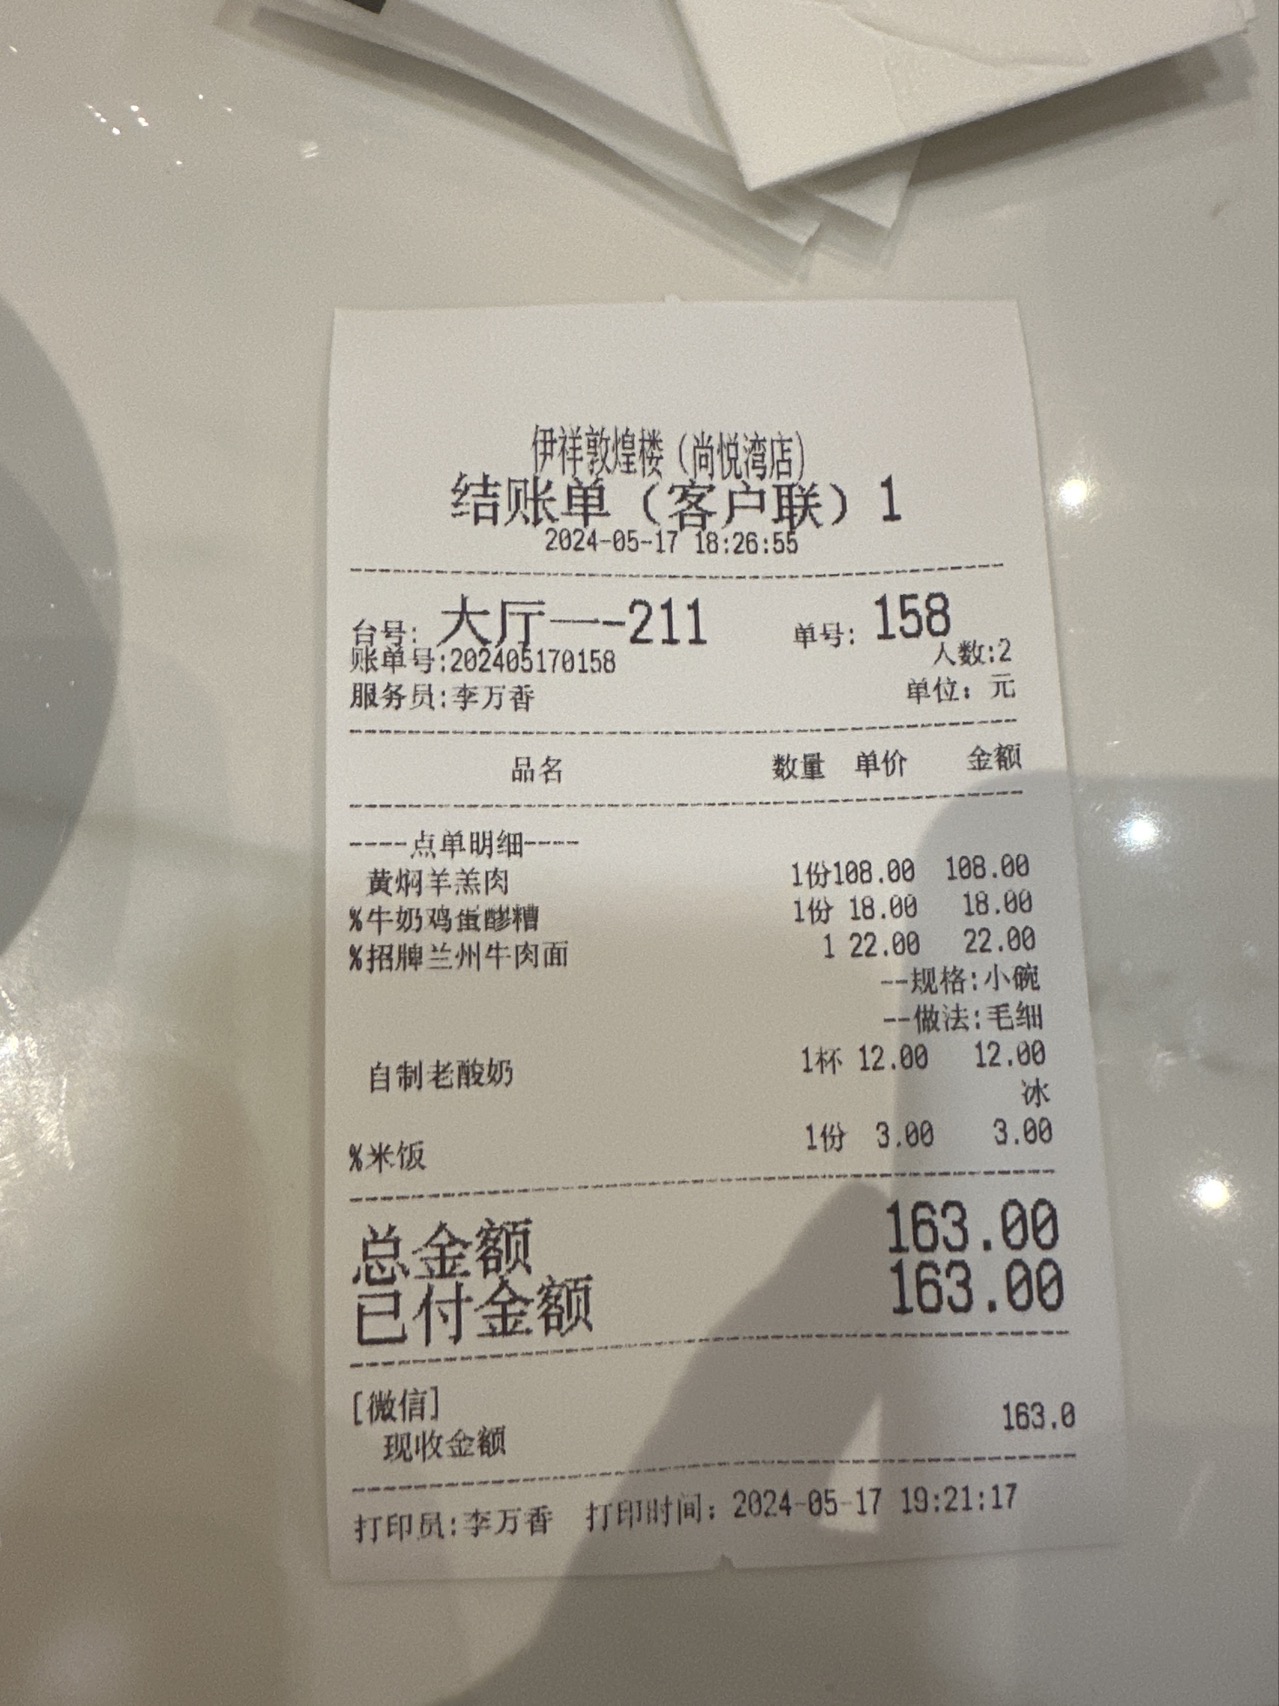 伊祥敦煌楼（尚悦湾店）
结账单（客户联）1
2024-05-17 18:26:55
台号: 大厅一-211 单号: 158
账单号:202405170158 人数:2
服务员:李万香 单位：元
品名 数量 单价 金额
----点单明细----
黄焖羊羔肉 1份108.00 108.00
%牛奶鸡蛋醪糟 1份 18.00 18.00
%招牌兰州牛肉面 1 22.00 22.00
--规格:小碗
--做法:毛细
自制老酸奶 1杯 12.00 12.00
冰
%米饭 1份 3.00 3.00
总金额 163.00
已付金额 163.00
[微信]
现收金额 163.0
打印员:李万香 打印时间：2024-05-17 19:21:17